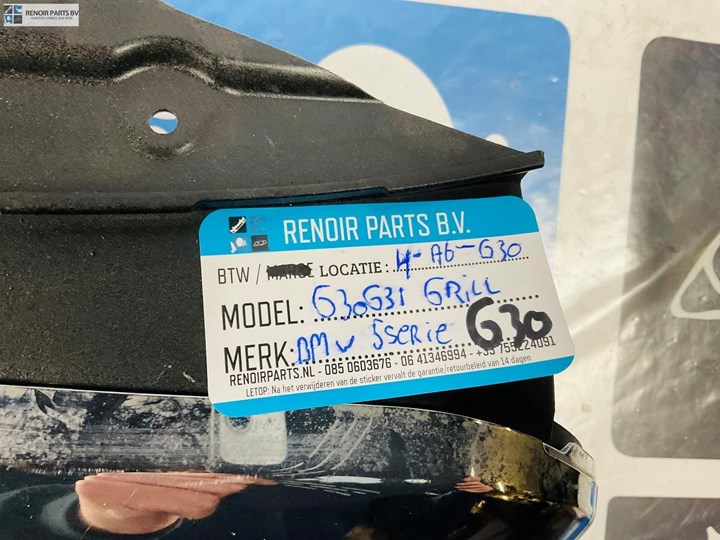 RENOIR PARTS BV
RENOIR PARTS B.V.
BTW / MARGE LOCATIE: 4-A6-G30
MODEL: G30G31 GRILL
MERK: BMW 5serie G30
RENOIRPARTS.NL - 085 0603676 - 06 41346994 - +33 755224091
LETOP: Na het verwijderen van de sticker vervalt de garantie/retourbeleid van 14 dagen